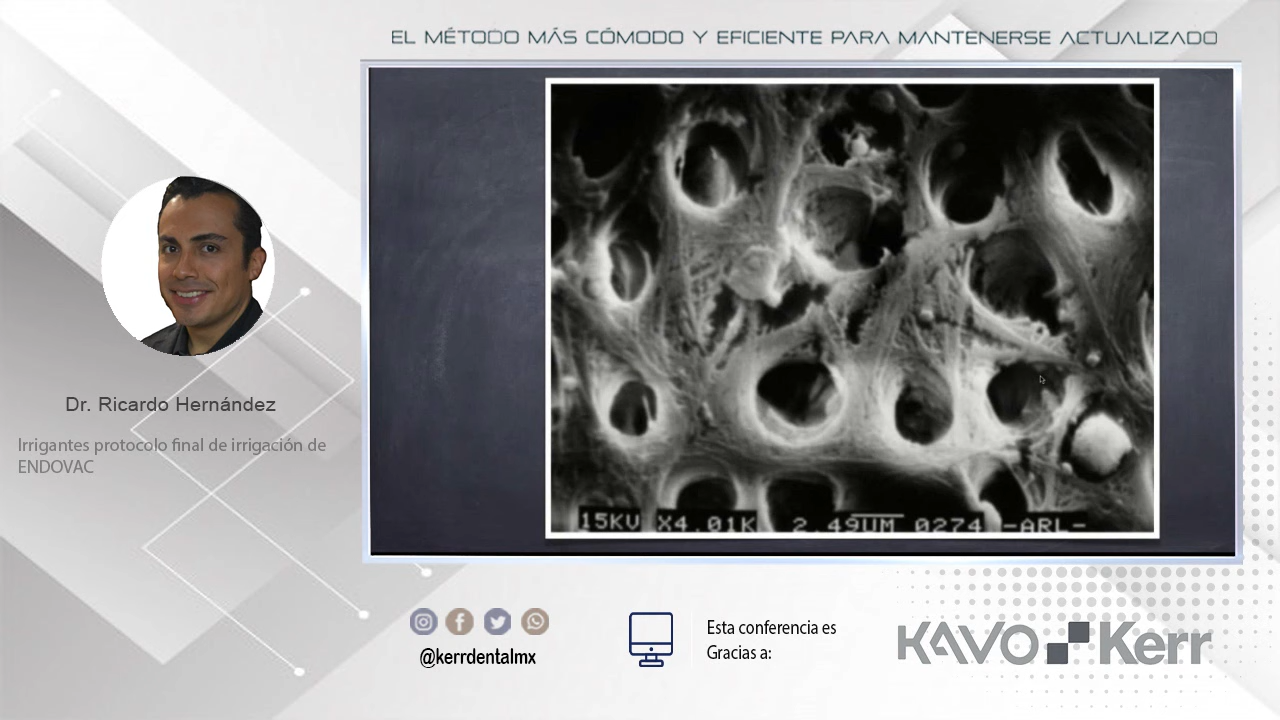 EL MÉTODO MÁS CÓMODO Y EFICIENTE PARA MANTENERSE ACTUALIZADO
Dr. Ricardo Hernández
Irrigantes protocolo final de irrigación de
ENDOVAC
15KV X4.01K 2.49UM 0274 -ARL-
@kerrdentalmx
Esta conferencia es
Gracias a:
KAVO Kerr